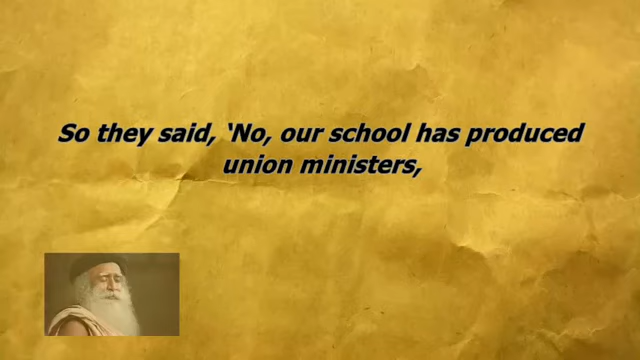 So they said, ‘No, our school has produced
union ministers,